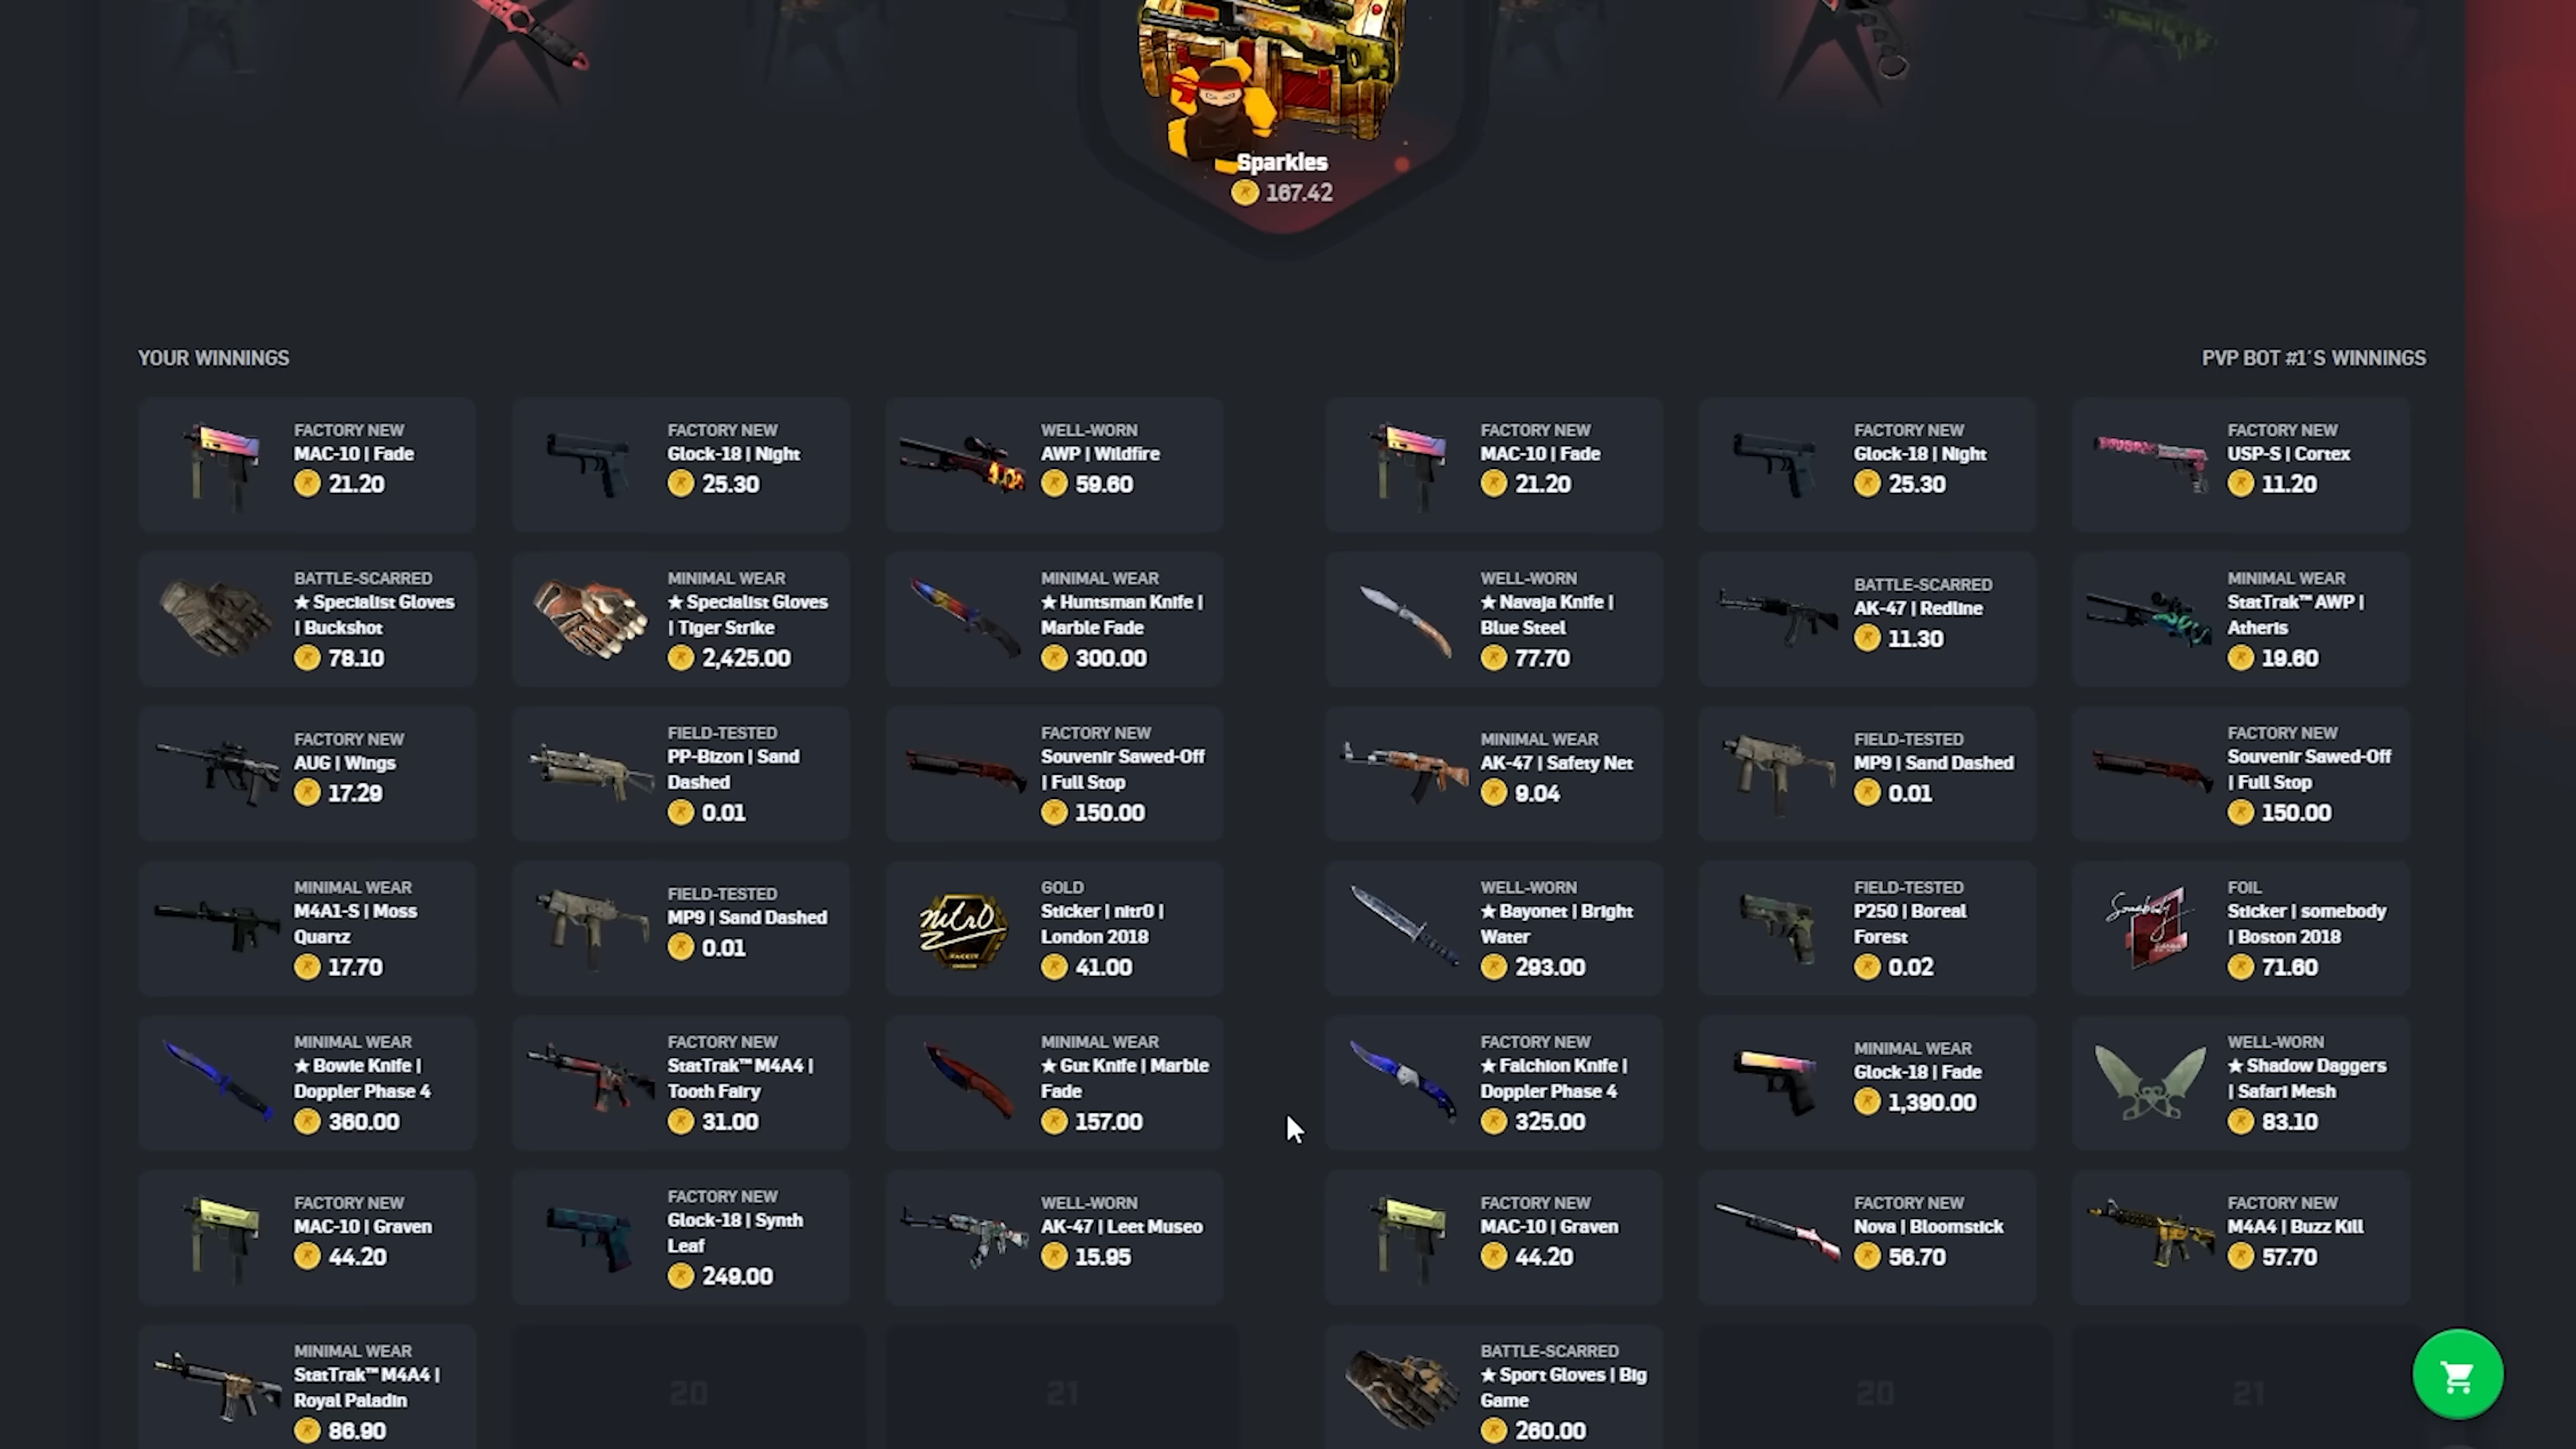 Sparkles
167.42
YOUR WINNINGS
PVP BOT #1´S WINNINGS
FACTORY NEW
MAC-10 | Fade
21.20
FACTORY NEW
Glock-18 | Night
25.30
WELL-WORN
AWP | Wildfire
59.60
FACTORY NEW
MAC-10 | Fade
21.20
FACTORY NEW
Glock-18 | Night
25.30
FACTORY NEW
USP-S | Cortex
11.20
BATTLE-SCARRED
★ Specialist Gloves
| Buckshot
78.10
MINIMAL WEAR
★ Specialist Gloves
| Tiger Strike
2,425.00
MINIMAL WEAR
★ Huntsman Knife |
Marble Fade
300.00
WELL-WORN
★ Navaja Knife |
Blue Steel
77.70
BATTLE-SCARRED
AK-47 | Redline
11.30
MINIMAL WEAR
StatTrak™ AWP |
Atheris
19.60
FACTORY NEW
AUG | Wings
17.29
FIELD-TESTED
PP-Bizon | Sand
Dashed
0.01
FACTORY NEW
Souvenir Sawed-Off
| Full Stop
150.00
MINIMAL WEAR
AK-47 | Safety Net
9.04
FIELD-TESTED
MP9 | Sand Dashed
0.01
FACTORY NEW
Souvenir Sawed-Off
| Full Stop
150.00
MINIMAL WEAR
M4A1-S | Moss
Quartz
17.70
FIELD-TESTED
MP9 | Sand Dashed
0.01
nitr0
GOLD
Sticker | nitr0 |
London 2018
41.00
WELL-WORN
★ Bayonet | Bright
Water
293.00
FIELD-TESTED
P250 | Boreal
Forest
0.02
Somebody
FOIL
Sticker | somebody
| Boston 2018
71.60
MINIMAL WEAR
★ Bowie Knife |
Doppler Phase 4
360.00
FACTORY NEW
StatTrak™ M4A4 |
Tooth Fairy
31.00
MINIMAL WEAR
★ Gut Knife | Marble
Fade
157.00
FACTORY NEW
★ Falchion Knife |
Doppler Phase 4
325.00
MINIMAL WEAR
Glock-18 | Fade
1,390.00
WELL-WORN
★ Shadow Daggers
| Safari Mesh
83.10
FACTORY NEW
MAC-10 | Graven
44.20
FACTORY NEW
Glock-18 | Synth
Leaf
249.00
WELL-WORN
AK-47 | Leet Museo
15.95
FACTORY NEW
MAC-10 | Graven
44.20
FACTORY NEW
Nova | Bloomstick
56.70
FACTORY NEW
M4A4 | Buzz Kill
57.70
MINIMAL WEAR
StatTrak™ M4A4 |
Royal Paladin
86.90
20
21
BATTLE-SCARRED
★ Sport Gloves | Big
Game
260.00
20
21